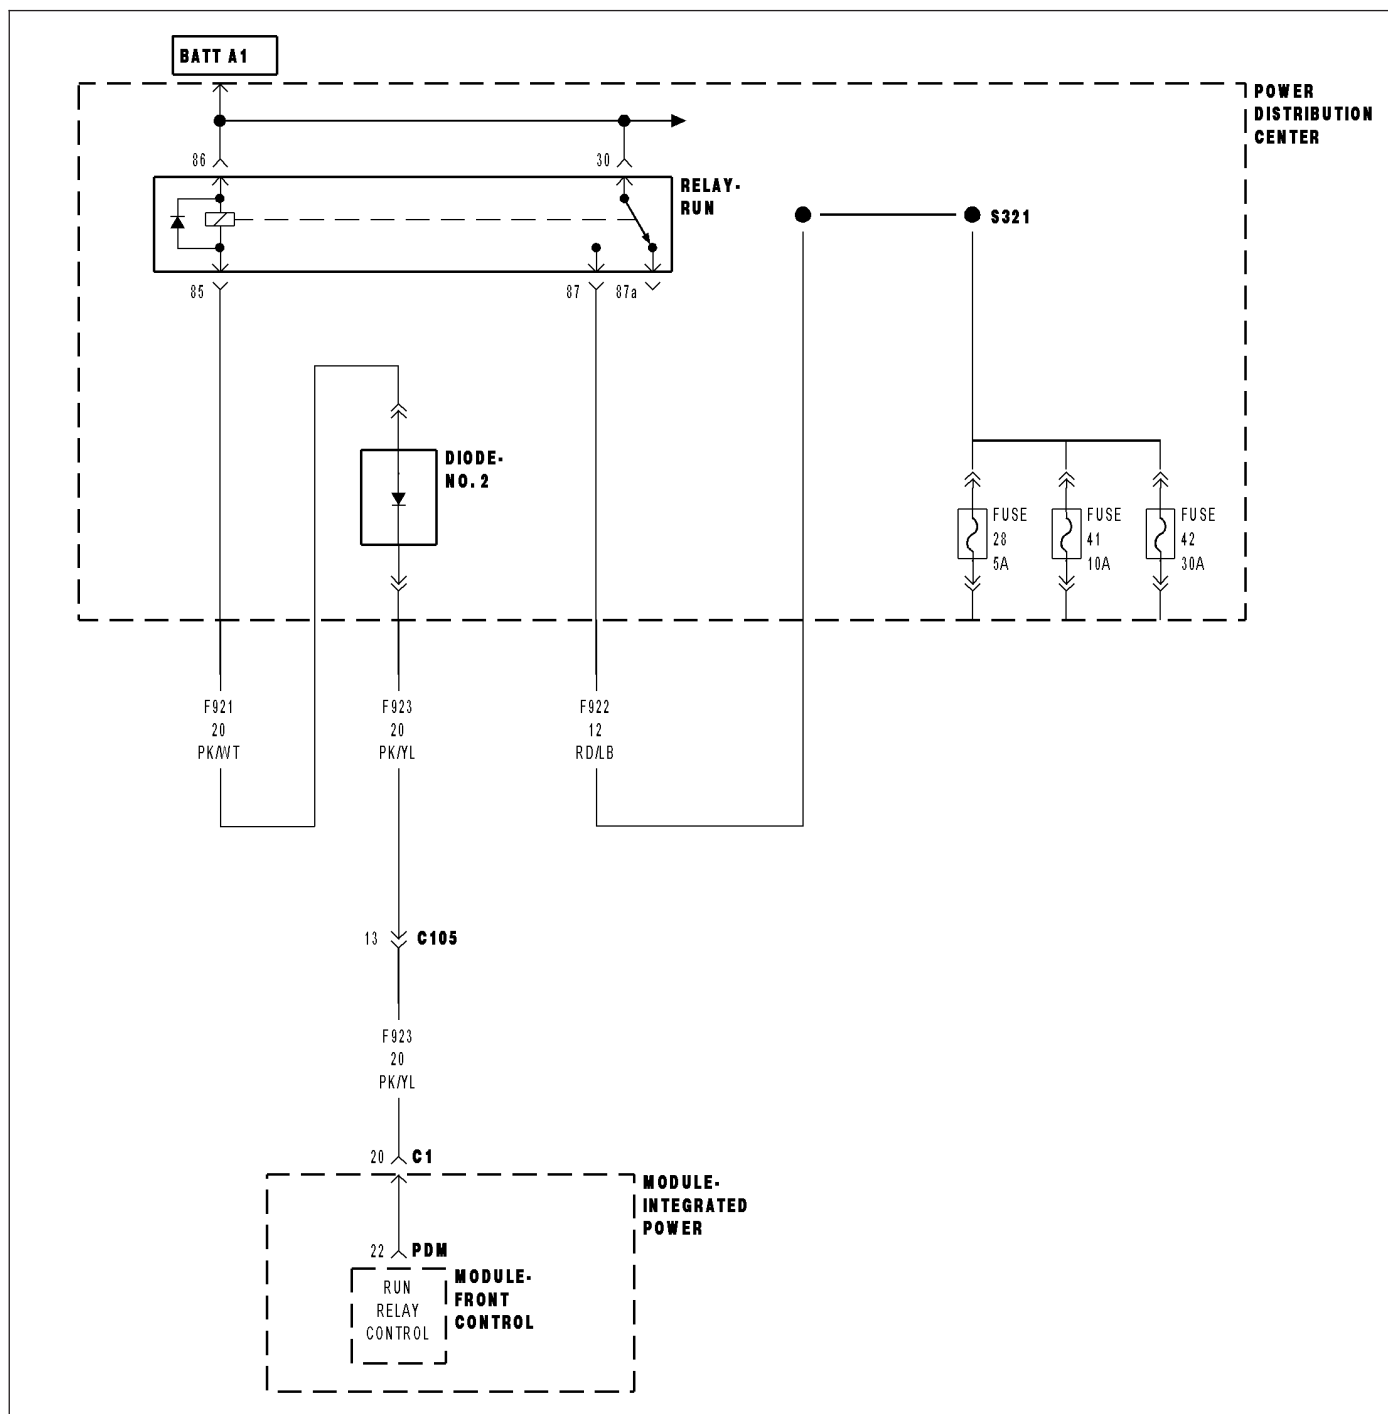 BATT A1
POWER
DISTRIBUTION
CENTER
86
30
RELAY-
RUN
S321
85
87
87a
DIODE-
NO. 2
FUSE
28
5A
FUSE
41
10A
FUSE
42
30A
F921
20
PK/WT
F923
20
PK/YL
F922
12
RD/LB
13
C105
F923
20
PK/YL
20
C1
MODULE-
INTEGRATED
POWER
22
PDM
MODULE-
FRONT
CONTROL
RUN
RELAY
CONTROL